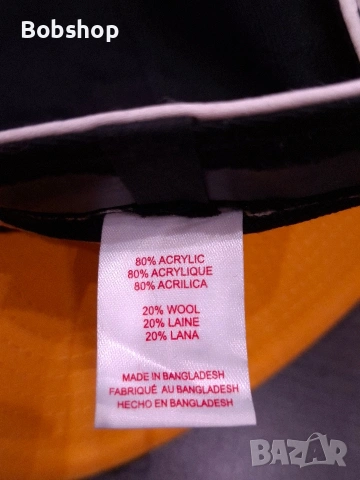 Bobshop
80% ACRYLIC
80% ACRYLIQUE
80% ACRILICA
20% WOOL
20% LAINE
20% LANA
MADE IN BANGLADESH
FABRIQUÉ AU BANGLADESH
HECHO EN BANGLADESH
BAZAR